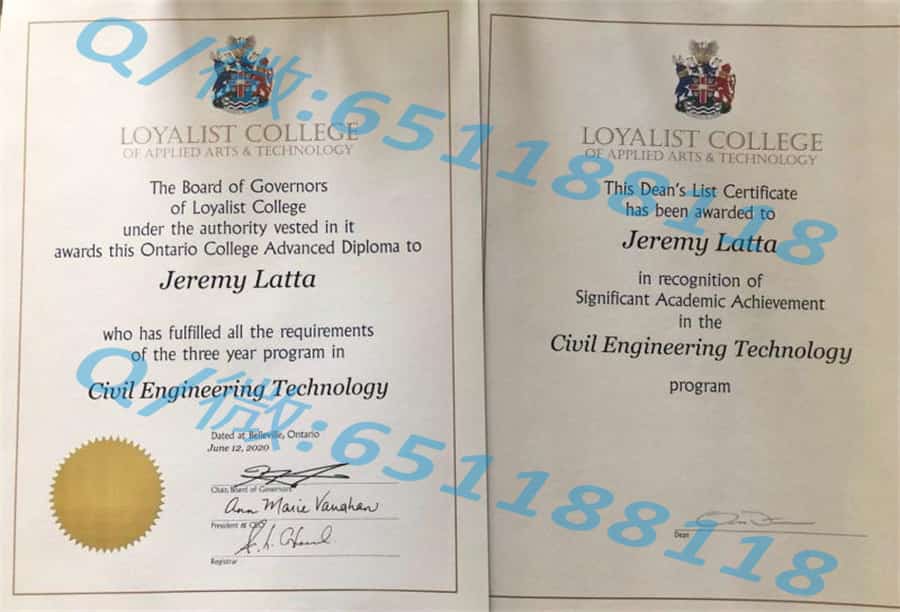 LOYALIST COLLEGE
OF APPLIED ARTS & TECHNOLOGY
The Board of Governors
of Loyalist College
under the authority vested in it
awards this Ontario College Advanced Diploma to
Jeremy Latta
who has fulfilled all the requirements
of the three year program in
Civil Engineering Technology
Dated at Belleville, Ontario
June 12, 2020
Chair, Board of Governors
Ann Marie Vaughan
President & CEO
Registrar
LOYALIST COLLEGE
OF APPLIED ARTS & TECHNOLOGY
This Dean's List Certificate
has been awarded to
Jeremy Latta
in recognition of
Significant Academic Achievement
in the
Civil Engineering Technology
program
Dean
Q/微:651188118
Q/微:651188118